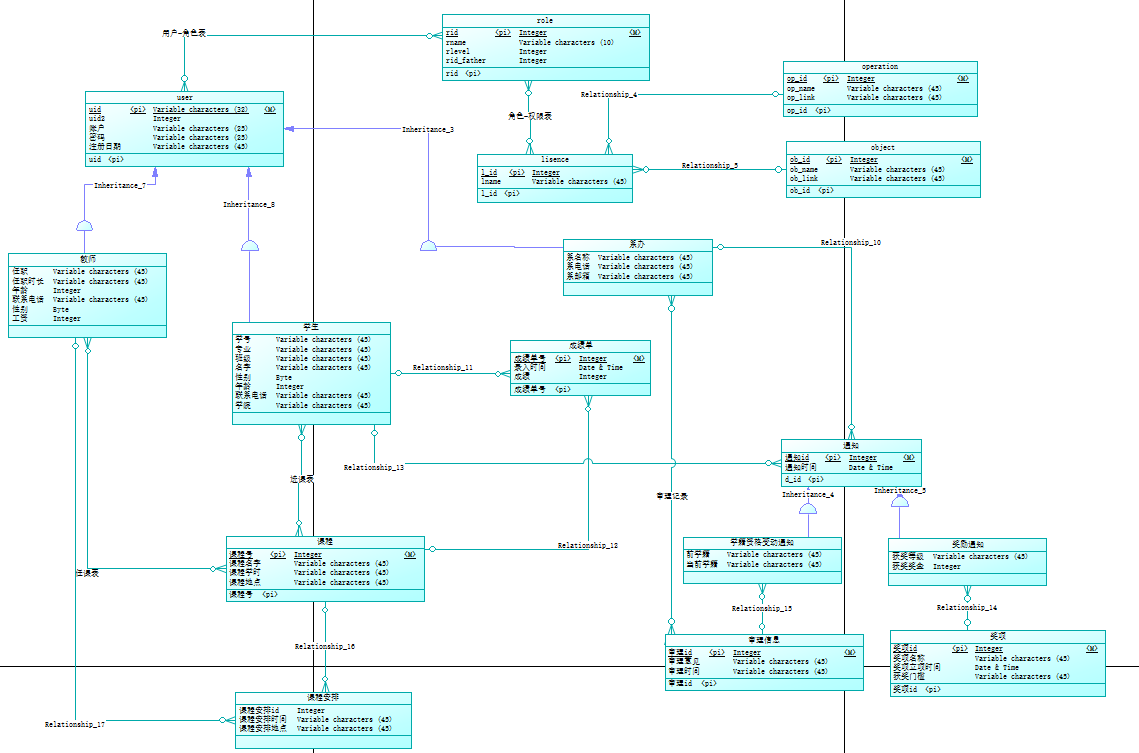 role
rid <pi> Integer <M>
rname Variable characters (10)
rlevel Integer
rid_father Integer
rid <pi>
用户-角色表
operation
op_id <pi> Integer <M>
op_name Variable characters (45)
op_link Variable characters (45)
op_id <pi>
Relationship_4
user
uid <pi> Variable characters (32) <M>
uid2 Integer
账户 Variable characters (25)
密码 Variable characters (25)
注册日期 Variable characters (45)
uid <pi>
角色-权限表
Inheritance_3
object
ob_id <pi> Integer <M>
ob_name Variable characters (45)
ob_link Variable characters (45)
ob_id <pi>
lisence
l_id <pi> Integer
lname Variable characters (45)
l_id <pi>
Relationship_5
Inheritance_7
Inheritance_8
系办
系名称 Variable characters (45)
系电话 Variable characters (45)
系邮箱 Variable characters (45)
Relationship_10
教师
任职 Variable characters (45)
任职时长 Variable characters (45)
年龄 Integer
联系电话 Variable characters (45)
性别 Byte
工资 Integer
学生
学号 Variable characters (45)
专业 Variable characters (45)
班级 Variable characters (45)
名字 Variable characters (45)
性别 Byte
年龄 Integer
联系电话 Variable characters (45)
学院 Variable characters (45)
Relationship_11
成绩单
成绩单号 <pi> Integer <M>
录入时间 Date & Time
成绩 Integer
成绩单号 <pi>
Relationship_13
通知
通知id <pi> Integer <M>
通知时间 Date & Time
d_id <pi>
选课表
审理记录
Inheritance_4
Inheritance_5
课程
课程号 <pi> Integer <M>
课程名字 Variable characters (45)
课程学时 Variable characters (45)
课程地点 Variable characters (45)
课程号 <pi>
Relationship_12
任课表
学籍资格变动通知
前学籍 Variable characters (45)
当前学籍 Variable characters (45)
奖励通知
获奖等级 Variable characters (45)
获奖奖金 Integer
Relationship_15
Relationship_14
Relationship_16
审理信息
审理id <pi> Integer <M>
审理意见 Variable characters (45)
审理时间 Variable characters (45)
审理id <pi>
奖项
奖项id <pi> Integer <M>
奖项名称 Variable characters (45)
奖项立项时间 Date & Time
获奖门槛 Variable characters (45)
奖项id <pi>
课程安排
课程安排id Integer
课程安排时间 Variable characters (45)
课程安排地点 Variable characters (45)
Relationship_17